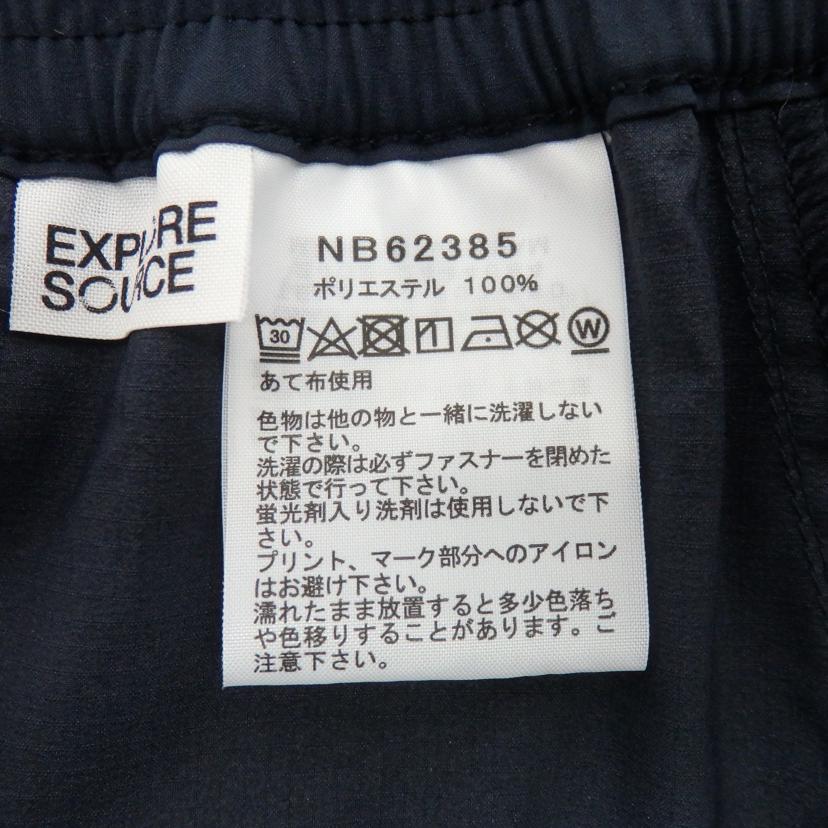 EXPLORE
SOURCE
NB62385
ポリエステル 100%
30
W
あて布使用
色物は他の物と一緒に洗濯しない
で下さい。
洗濯の際は必ずファスナーを閉めた
状態で行って下さい。
蛍光剤入り洗剤は使用しないで下
さい。
プリント、マーク部分へのアイロン
はお避け下さい。
濡れたまま放置すると多少色落ち
や色移りすることがあります。ご
注意下さい。